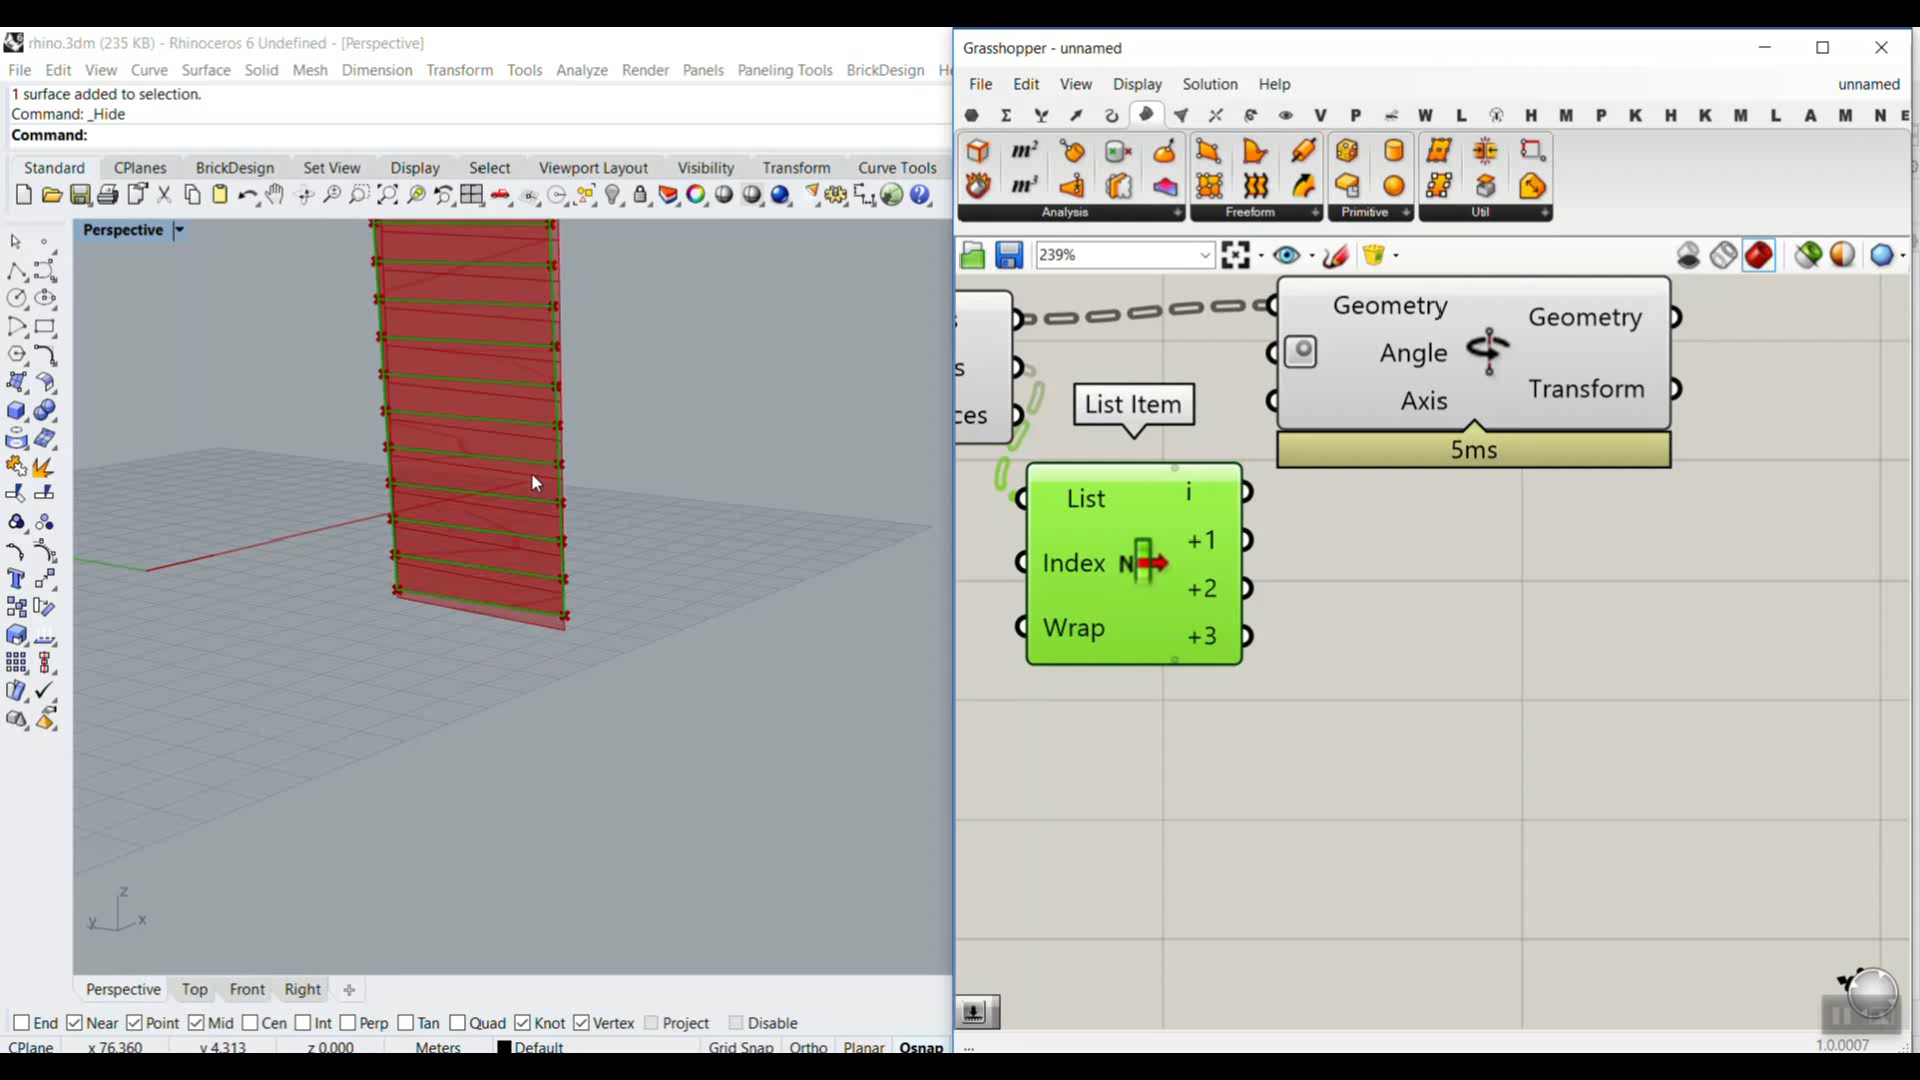 rhino.3dm (235 KB) - Rhinoceros 6 Undefined - [Perspective]
File Edit View Curve Surface Solid Mesh Dimension Transform Tools Analyze Render Panels Paneling Tools BrickDesign He
1 surface added to selection.
Command: _Hide
Command:
Standard CPlanes BrickDesign Set View Display Select Viewport Layout Visibility Transform Curve Tools
Perspective
z
y x
Perspective Top Front Right
End Near Point Mid Cen Int Perp Tan Quad Knot Vertex Project Disable
CPlane x 76.360 y 4.313 z 0.000 Meters Default Grid Snap Ortho Planar Osnap
Grasshopper - unnamed
File Edit View Display Solution Help unnamed
V P W L H M P K H K M L A M N E
m² m³
Analysis Freeform Primitive Util
239%
s
ces
Geometry
Angle
Axis
Geometry
Transform
5ms
List Item
List
Index
Wrap
N
i
+1
+2
+3
...
1.0.0007